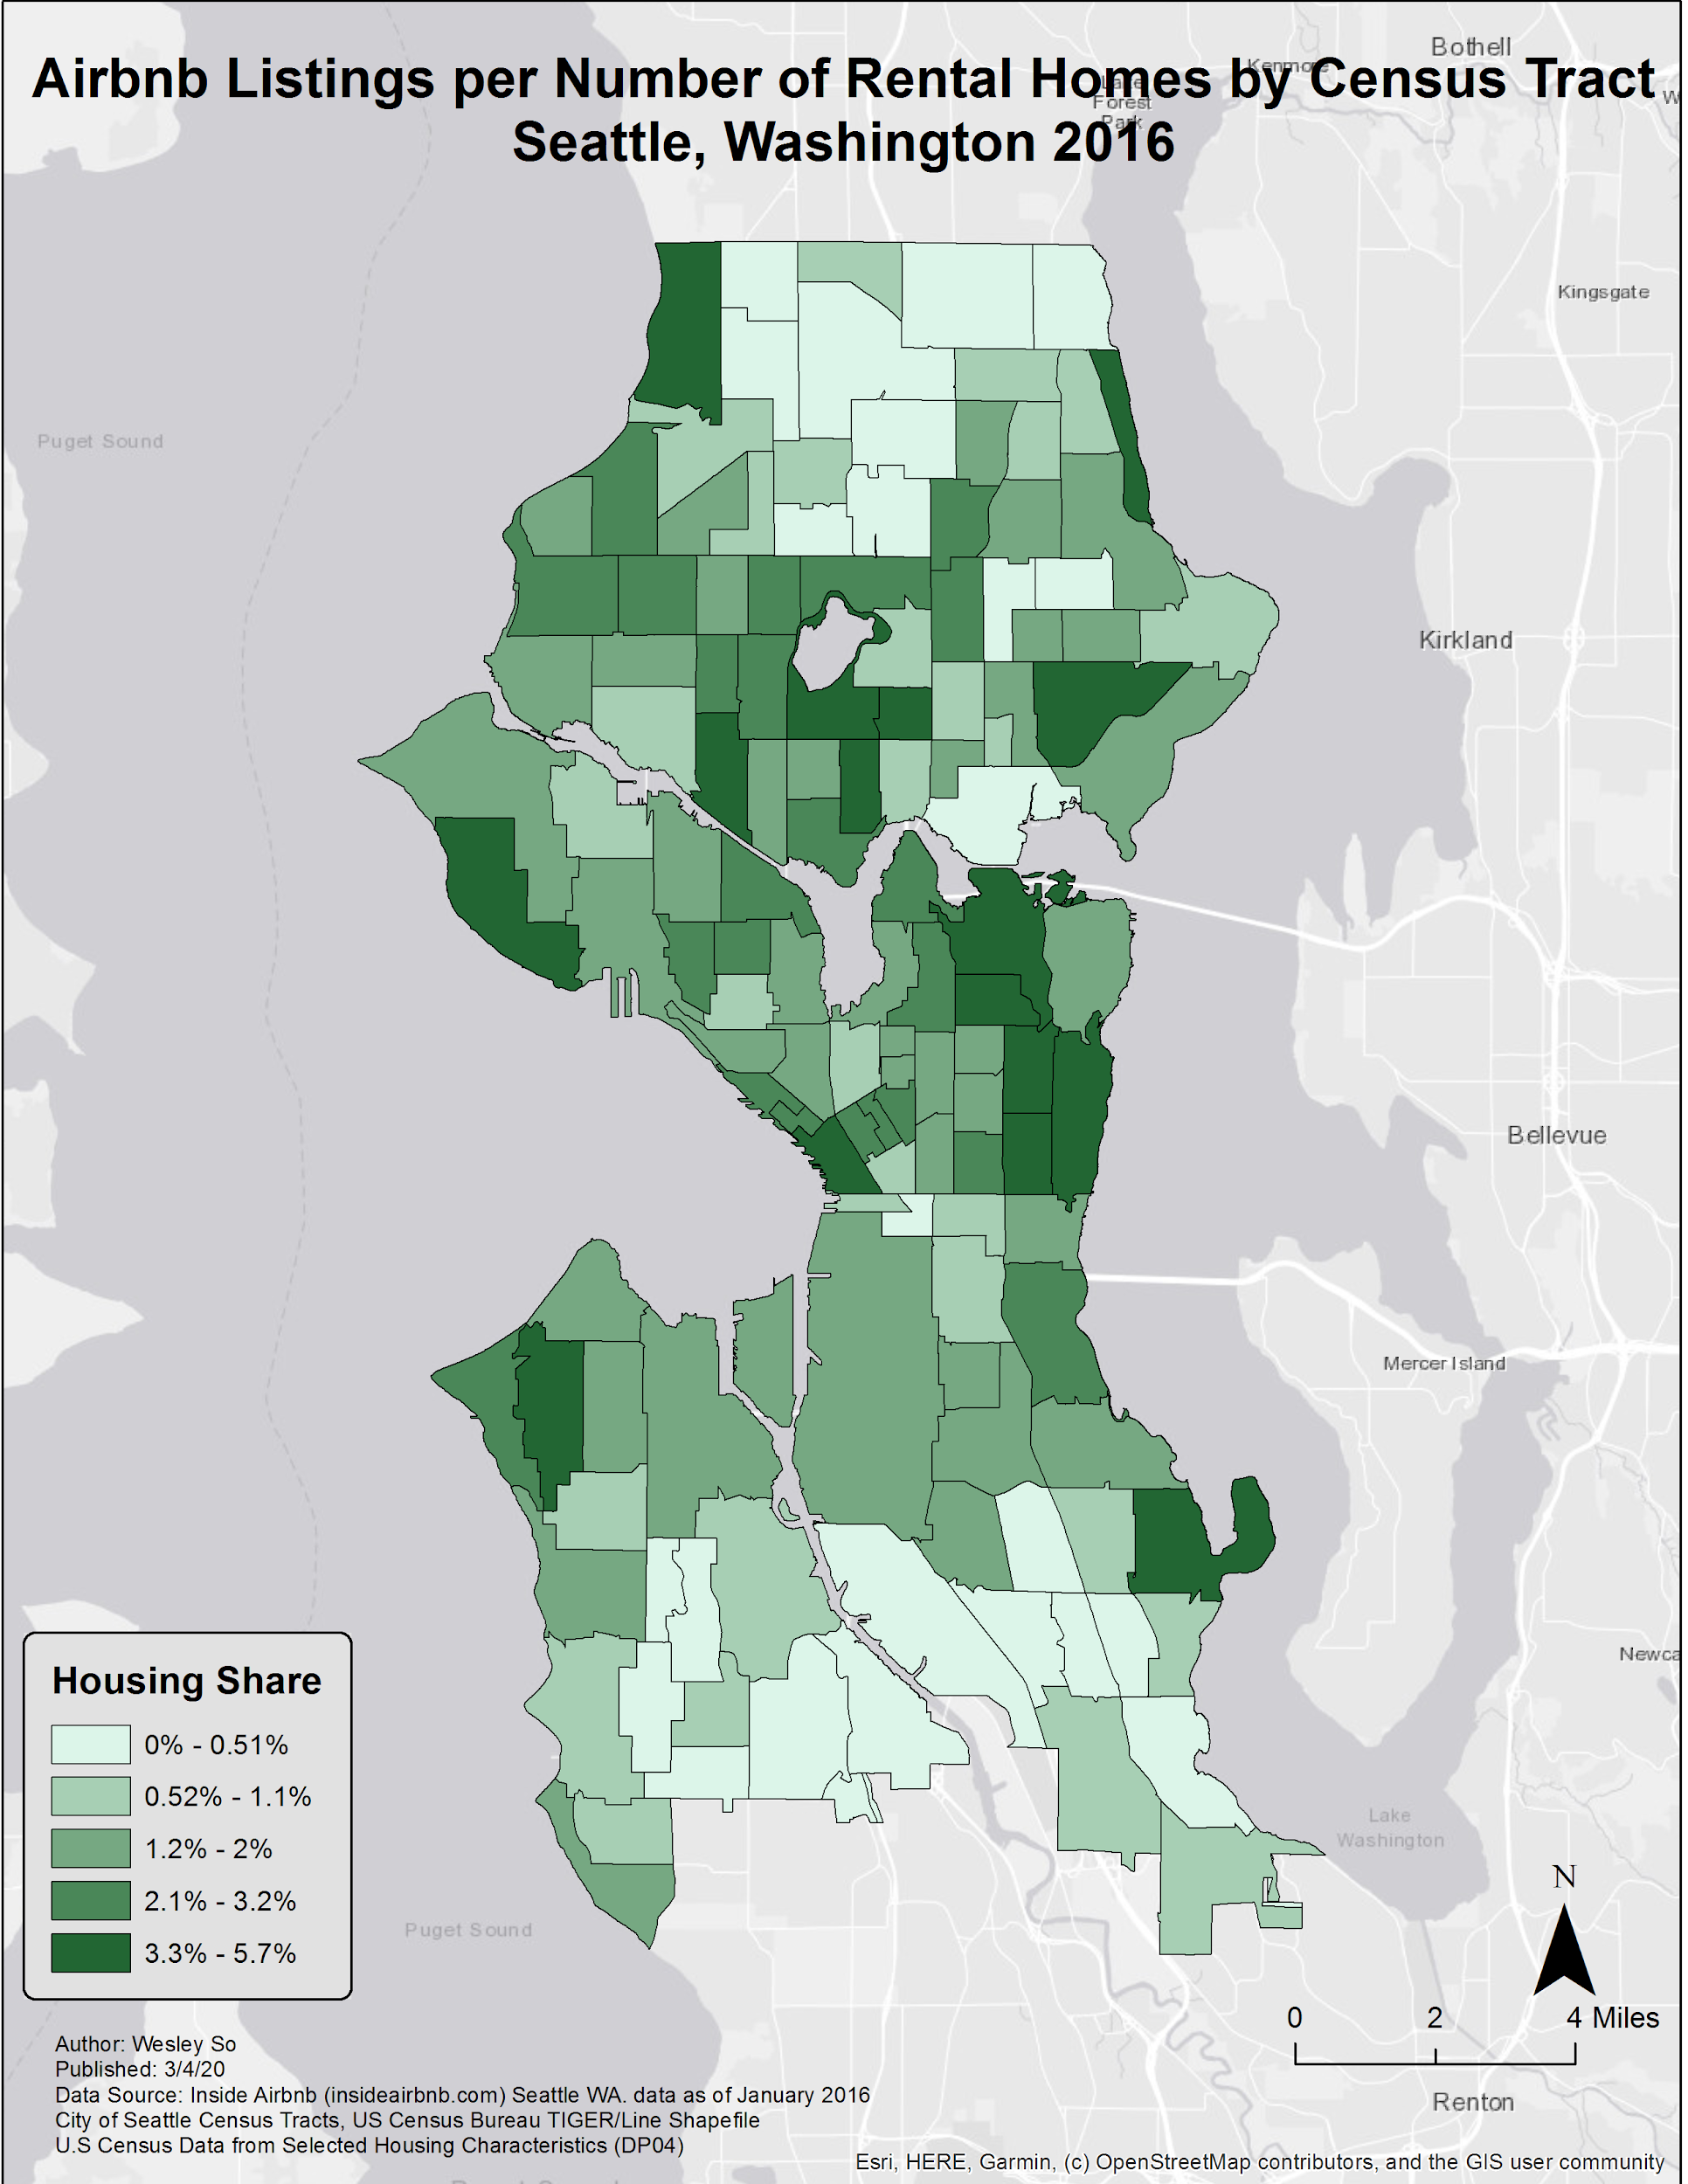 Airbnb Listings per Number of Rental Homes by Census Tract
Seattle, Washington 2016
Bothell
Kenmore
Lake
Forest
Park
Kingsgate
Puget Sound
Kirkland
Bellevue
Mercer Island
Newca
Housing Share
0% - 0.51%
0.52% - 1.1%
1.2% - 2%
2.1% - 3.2%
3.3% - 5.7%
Lake
Washington
Puget Sound
N
0 2 4 Miles
Renton
Author: Wesley So
Published: 3/4/20
Data Source: Inside Airbnb (insideairbnb.com) Seattle WA. data as of January 2016
City of Seattle Census Tracts, US Census Bureau TIGER/Line Shapefile
U.S Census Data from Selected Housing Characteristics (DP04)
Esri, HERE, Garmin, (c) OpenStreetMap contributors, and the GIS user community